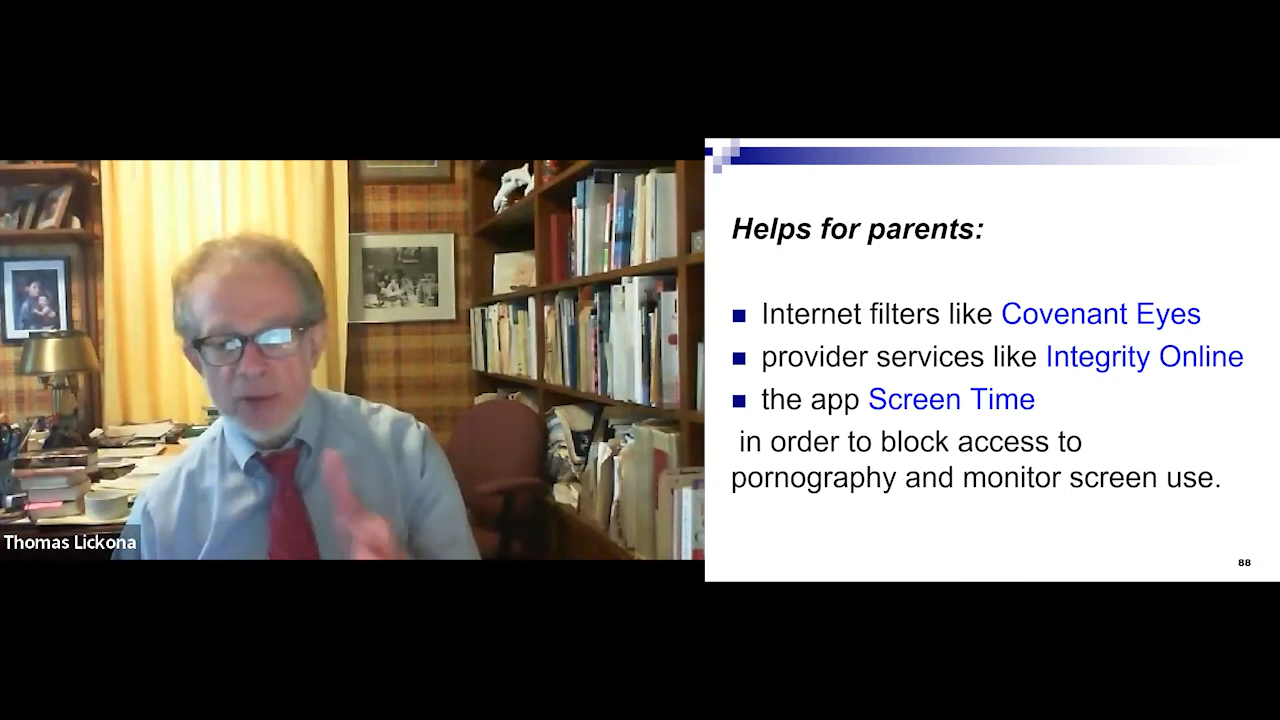 Thomas Lickona
Helps for parents:
Internet filters like Covenant Eyes
provider services like Integrity Online
the app Screen Time
in order to block access to
pornography and monitor screen use.
88